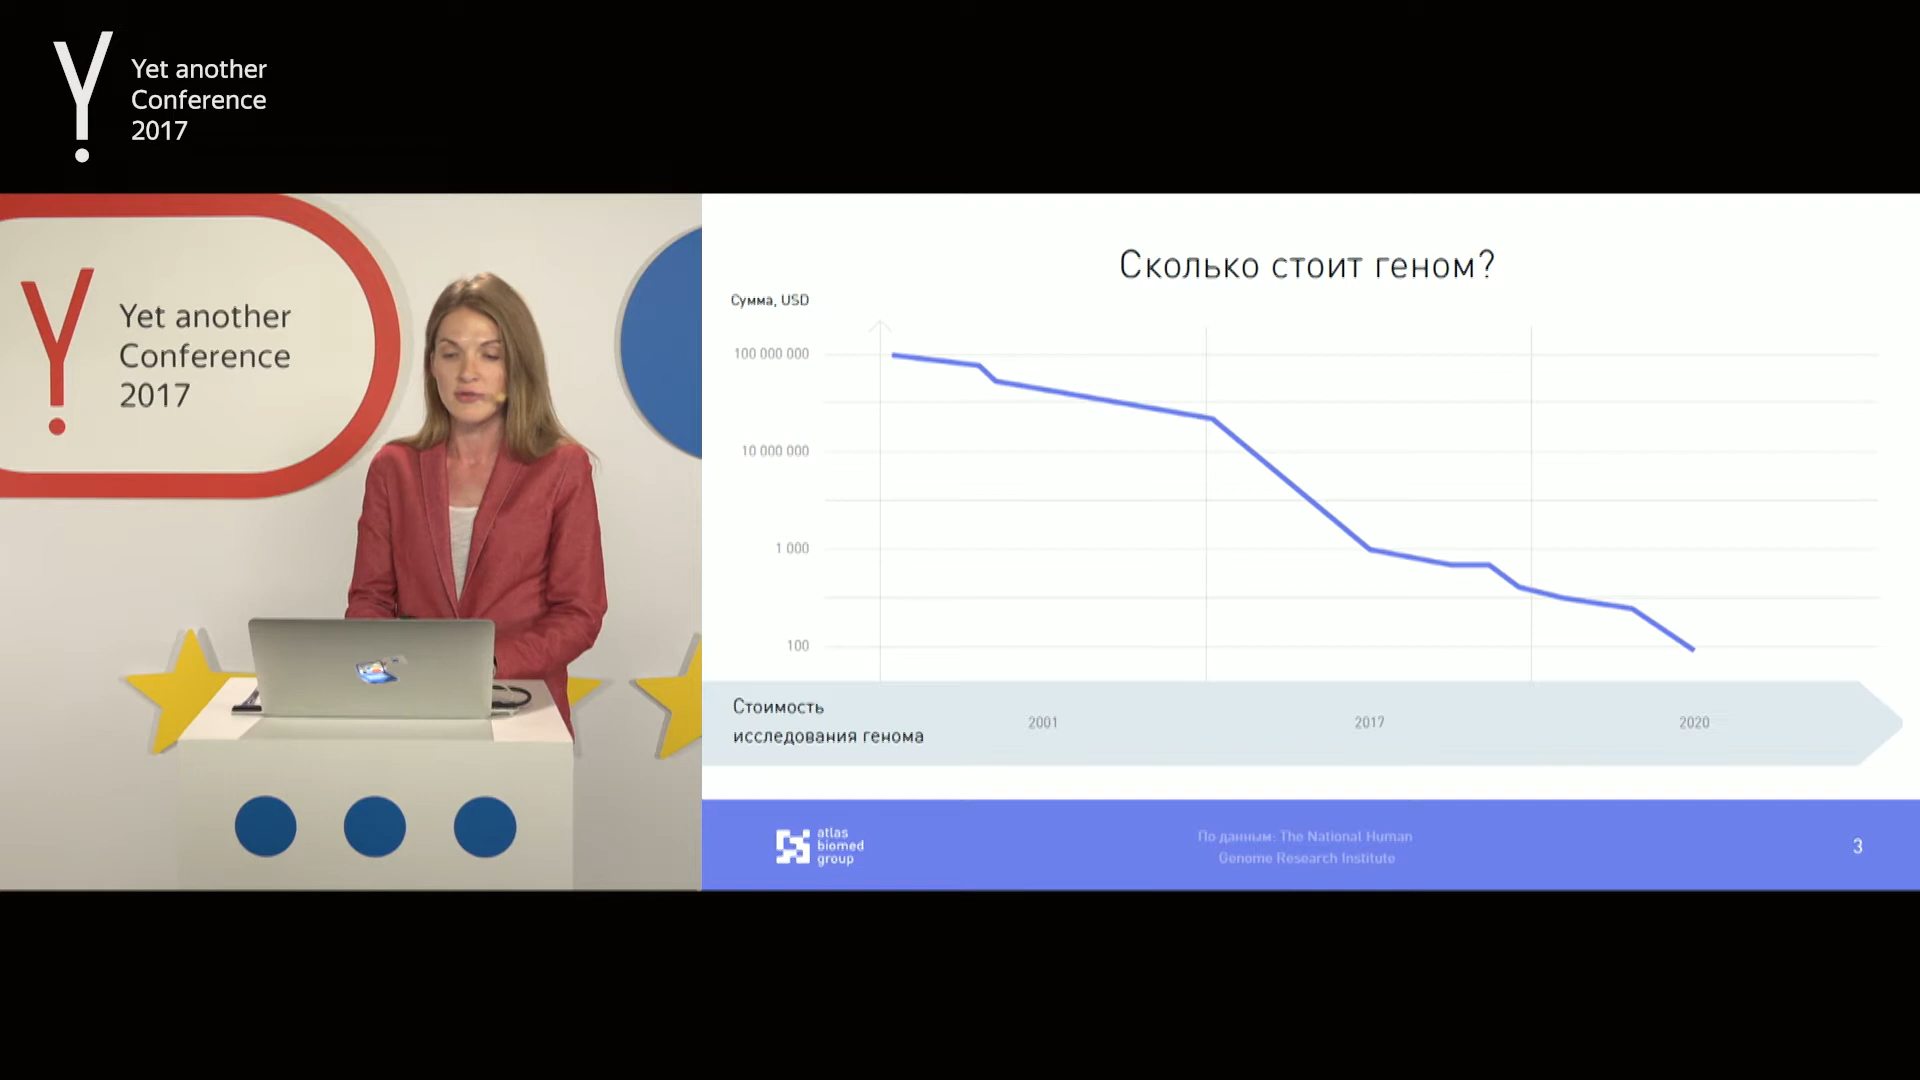 Yet another
Conference
2017
Yet another
Conference
2017
Сколько стоит геном?
Сумма, USD
100 000 000
10 000 000
1 000
100
Стоимость
исследования генома
2001
2017
2020
atlas
biomed
group
По данным: The National Human
Genome Research Institute
3